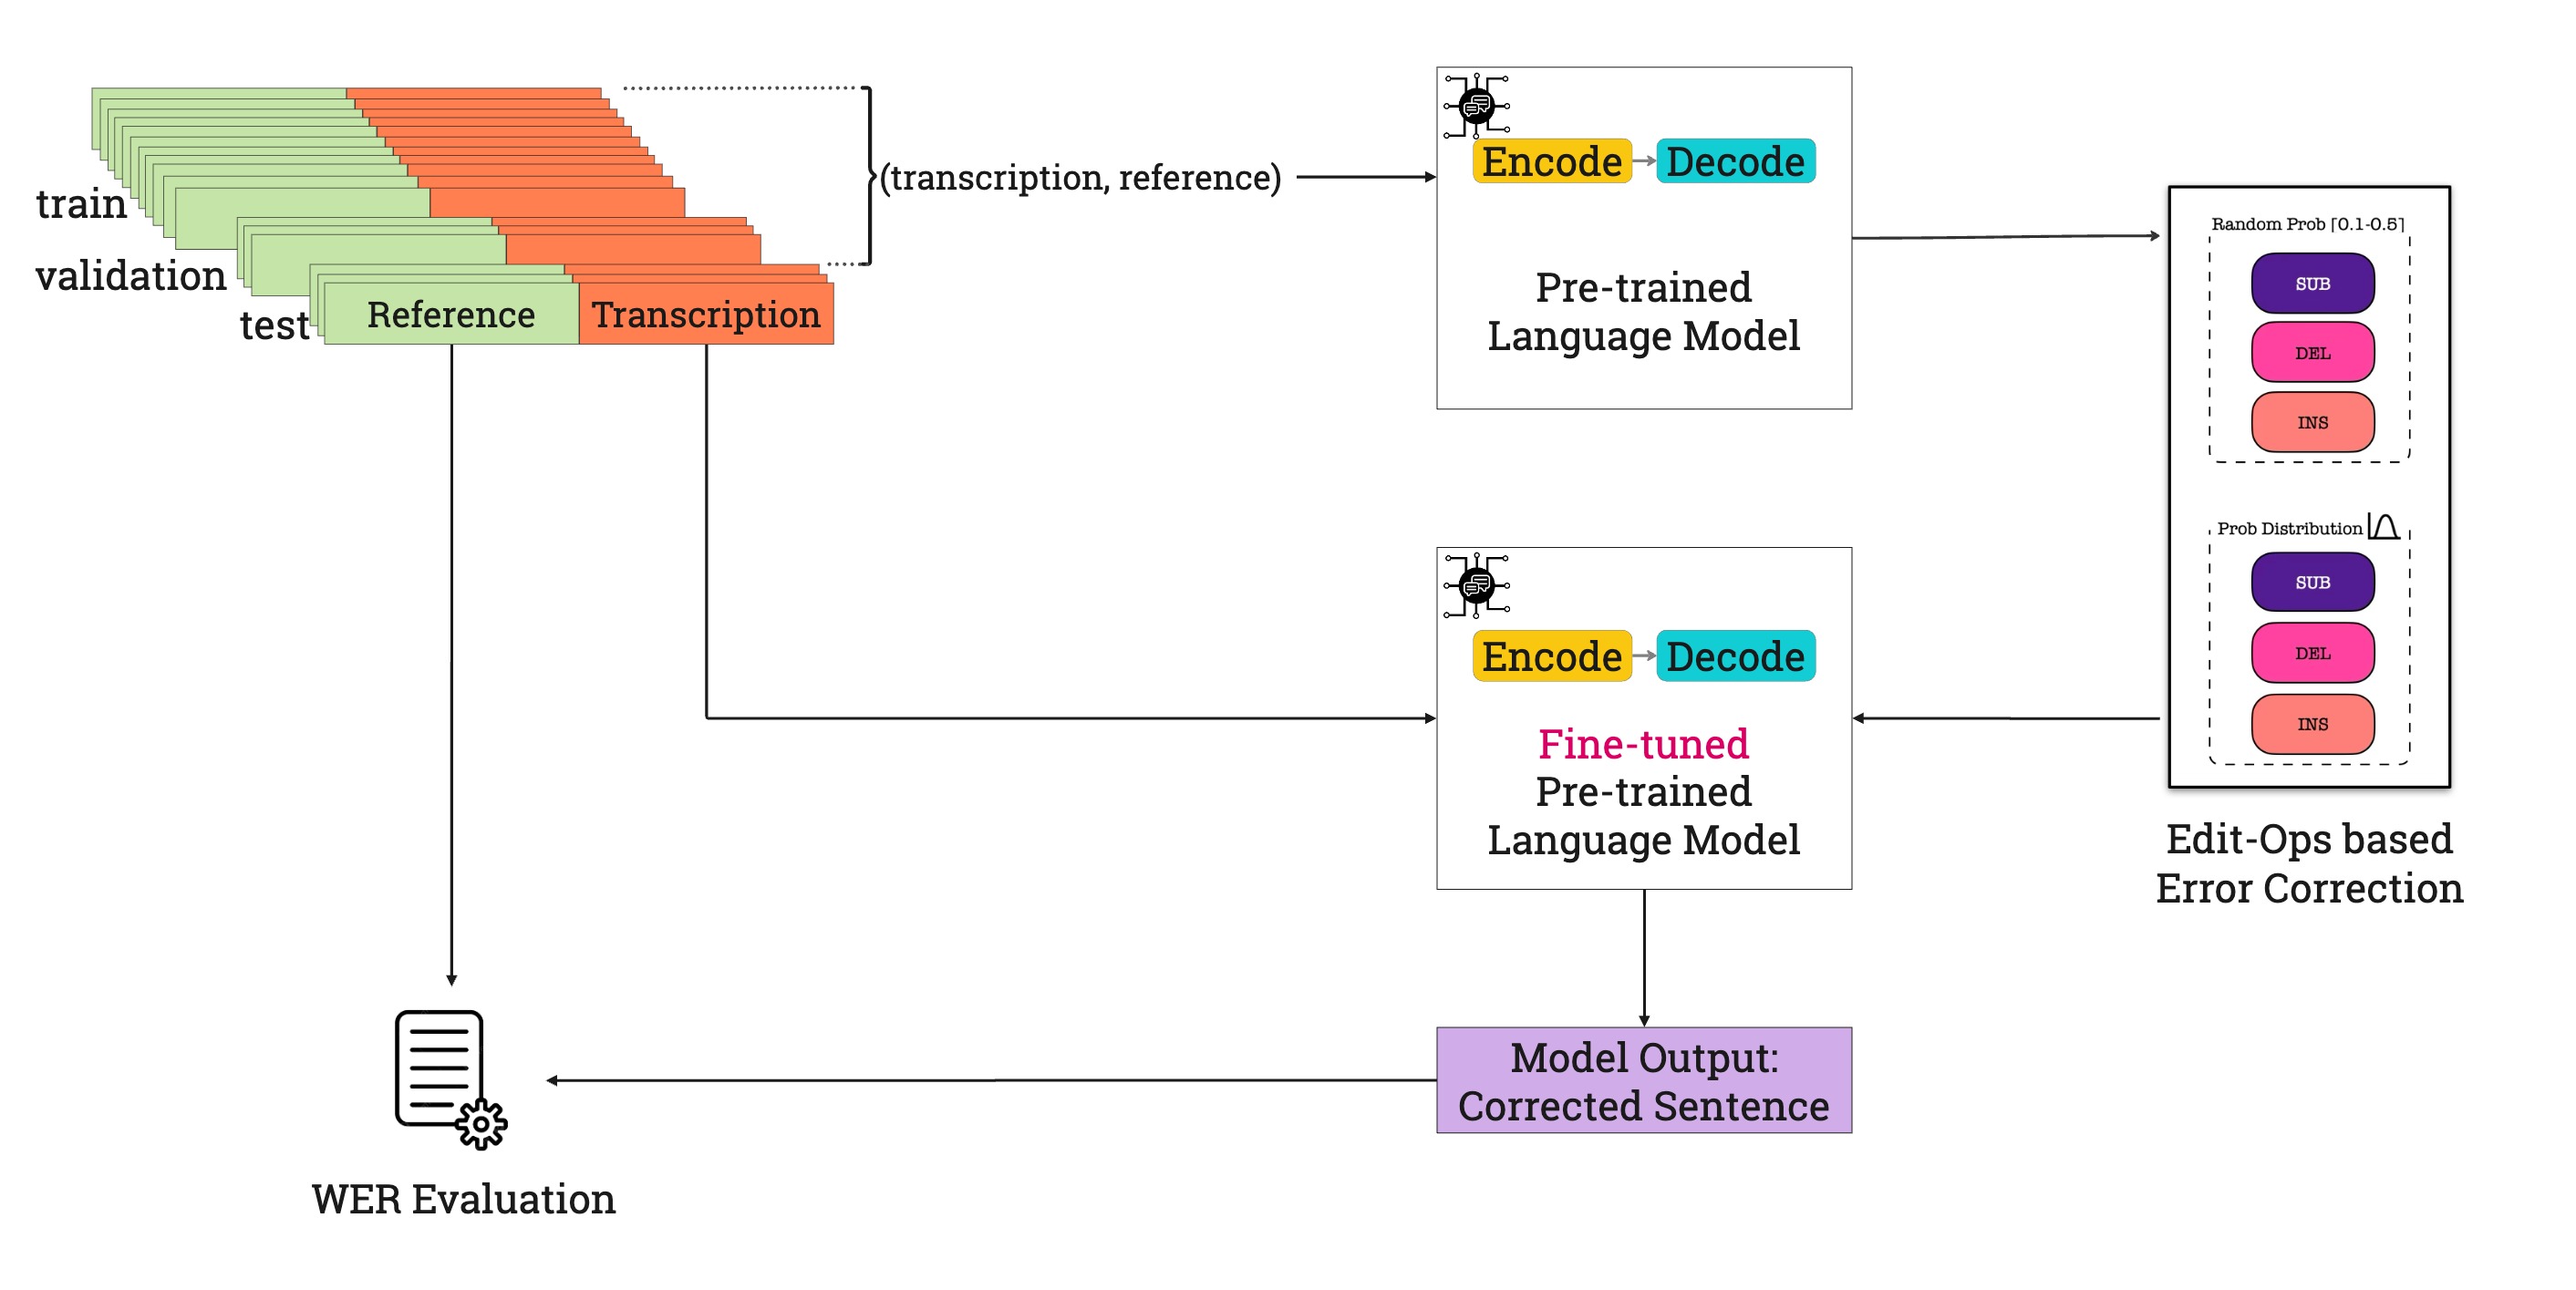 train
validation
test
Reference
Transcription
(transcription, reference)
Encode
Decode
Pre-trained
Language Model
Random Prob [0.1-0.5]
SUB
DEL
INS
Prob Distribution
SUB
DEL
INS
Edit-Ops based
Error Correction
Encode
Decode
Fine-tuned
Pre-trained
Language Model
Model Output:
Corrected Sentence
WER Evaluation